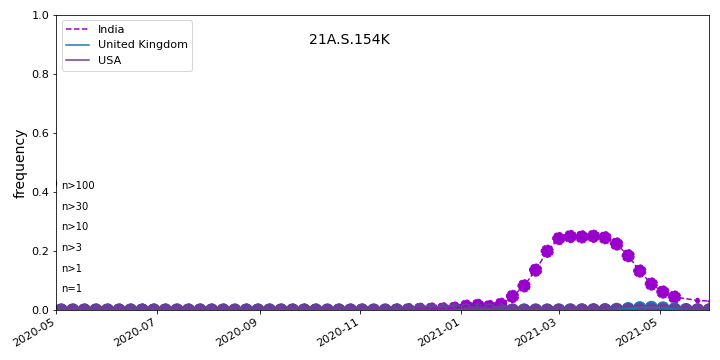 21A.S.154K
India
United Kingdom
USA
frequency
1.0
0.8
0.6
0.4
0.2
0.0
n>100
n>30
n>10
n>3
n>1
n=1
2020-05
2020-07
2020-09
2020-11
2021-01
2021-03
2021-05